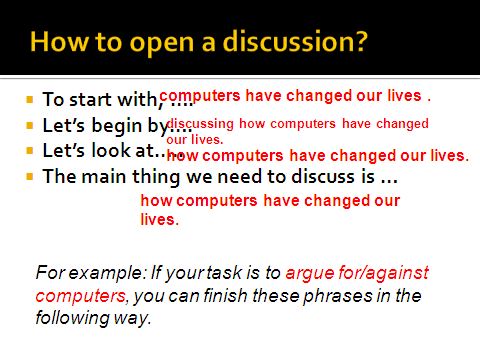 How to open a discussion?
To start with, .... computers have changed our lives .
Let's begin by.... discussing how computers have changed
our lives.
Let's look at..... how computers have changed our lives.
The main thing we need to discuss is ...
how computers have changed our
lives.
For example: If your task is to argue for/against
computers, you can finish these phrases in the
following way.